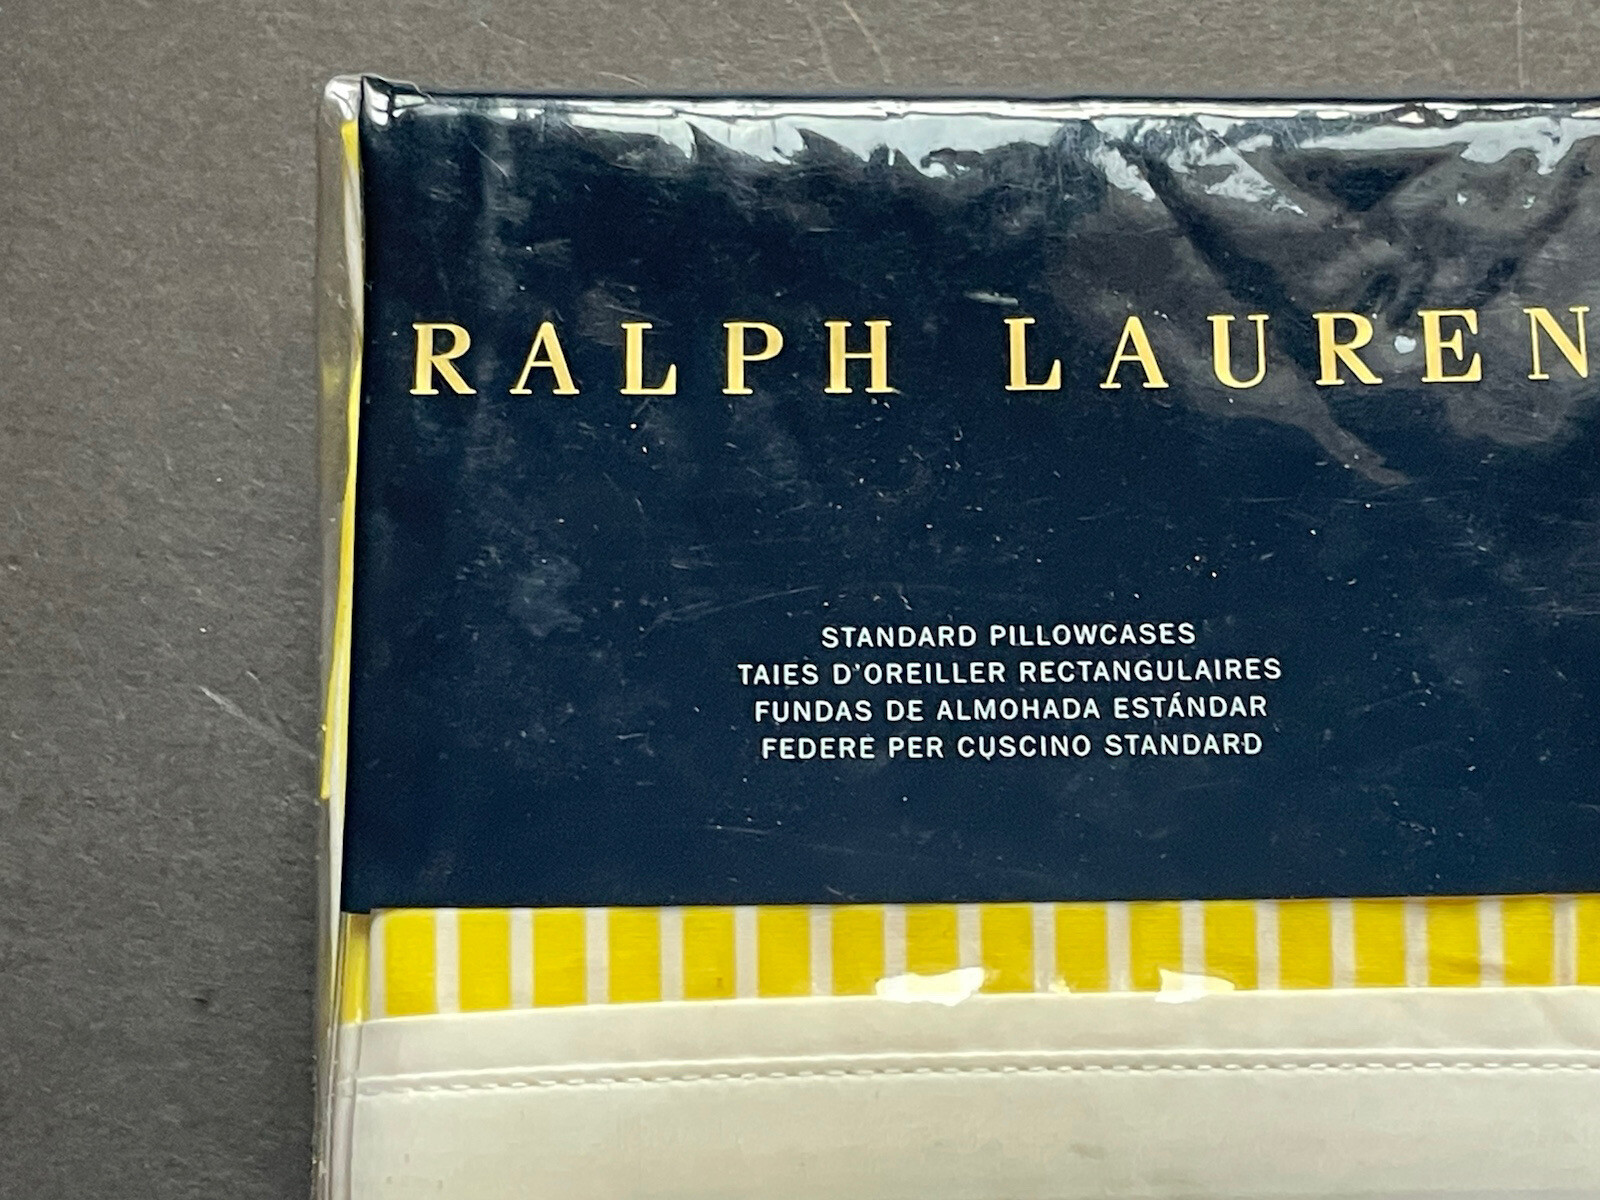 RALPH LAUREN
STANDARD PILLOWCASES
TAIES D'OREILLER RECTANGULAIRES
FUNDAS DE ALMOHADA ESTÁNDAR
FEDERE PER CUSCINO STANDARD